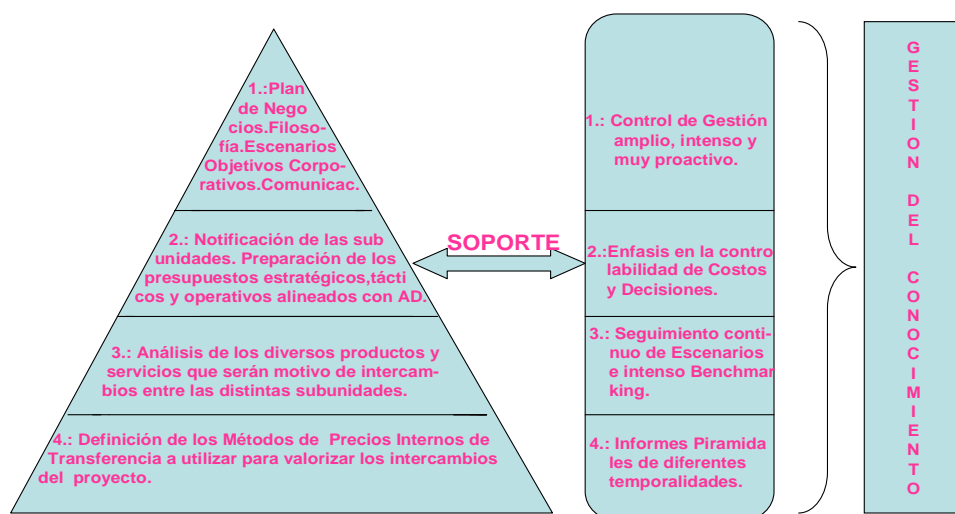 1.:Plan
de Nego
cios.Filoso-
fía.Escenarios
Objetivos Corpo-
rativos.Comunicac.
2.: Notificación de las sub
unidades. Preparación de los
presupuestos estratégicos,tácti
cos y operativos alineados con AD.
3.: Análisis de los diversos productos y
servicios que serán motivo de intercam-
bios entre las distintas subunidades.
4.: Definición de los Métodos de Precios Internos de
Transferencia a utilizar para valorizar los intercambios
del proyecto.
SOPORTE
1.: Control de Gestión
amplio, intenso y
muy proactivo.
2.:Enfasis en la contro
labilidad de Costos
y Decisiones.
3.: Seguimiento conti-
nuo de Escenarios
e intenso Benchmar
king.
4.: Informes Piramida
les de diferentes
temporalidades.
GESTION DEL CONOCIMIENTO